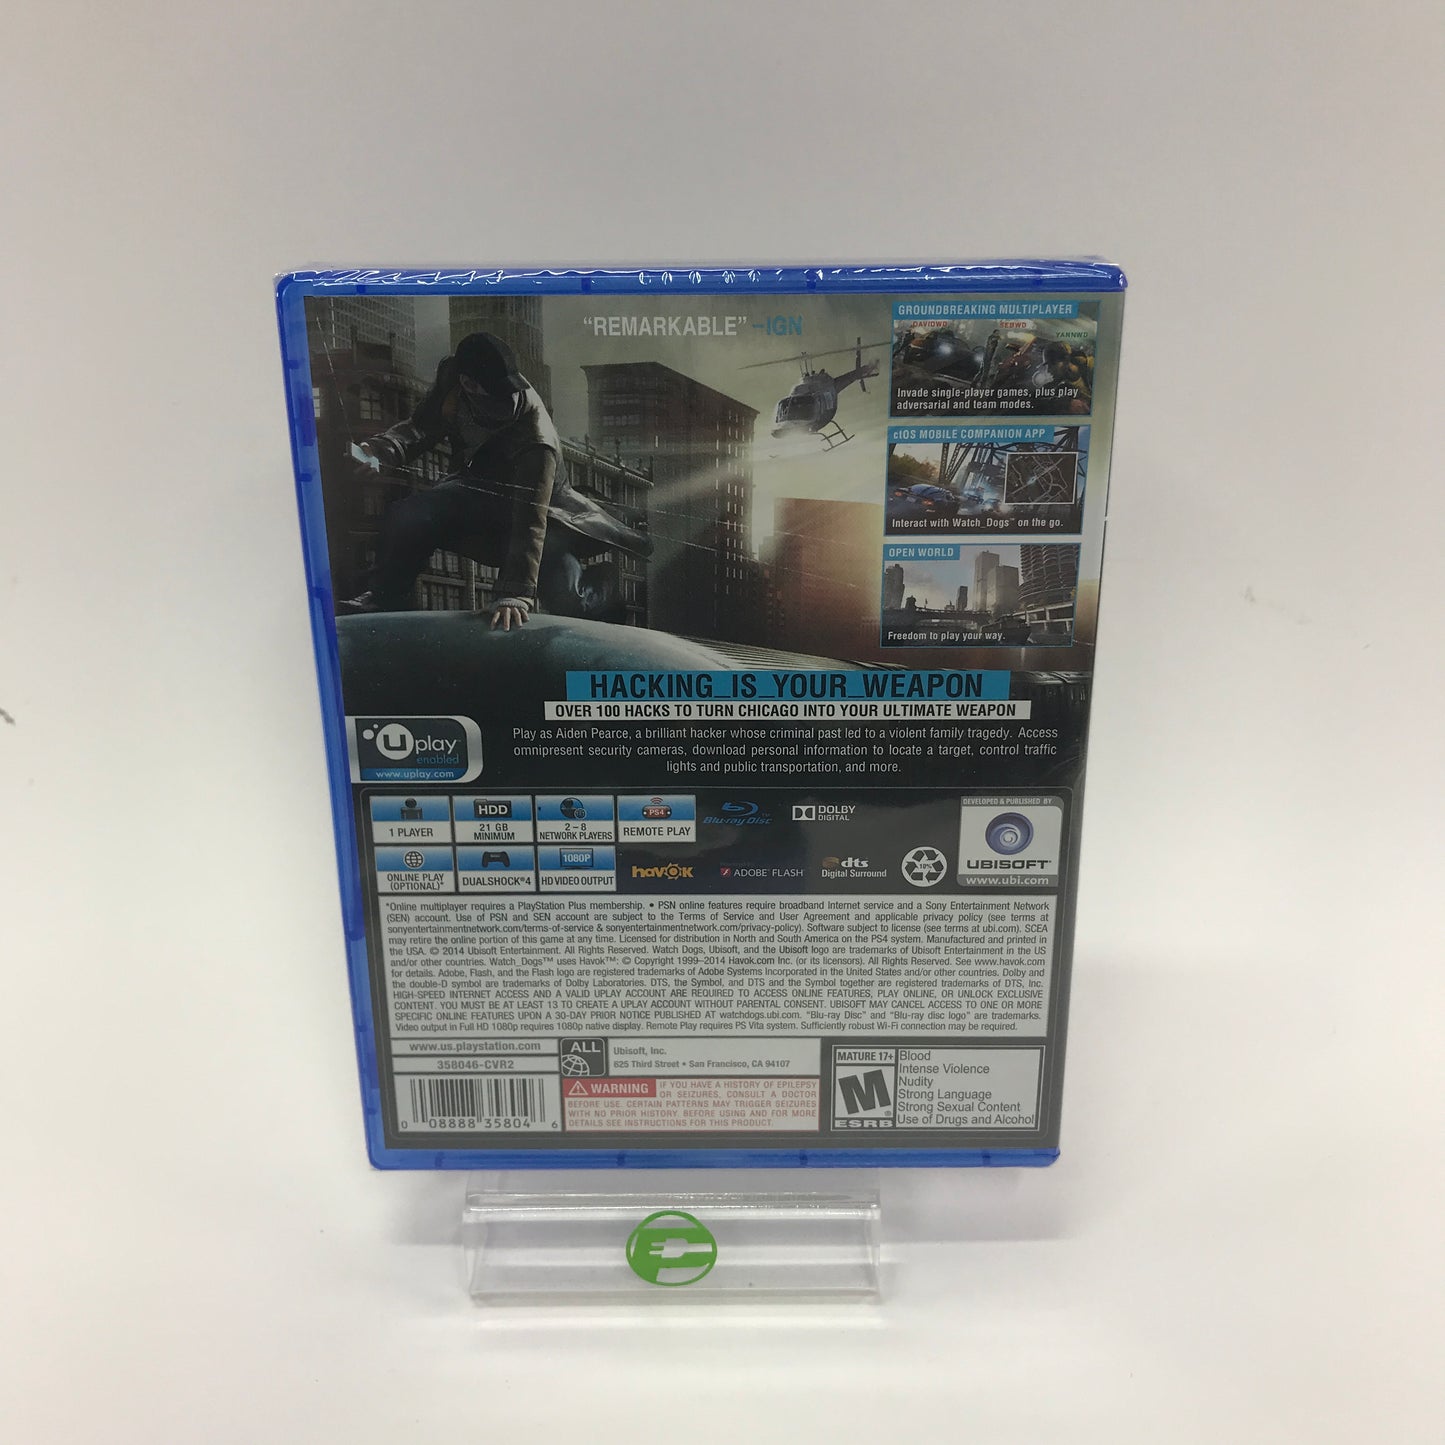 "REMARKABLE" –IGN
GROUNDBREAKING MULTIPLAYER
DAVIDWD
SEBWD
YANNWD
Invade single-player games, plus play
adversarial and team modes.
ctOS MOBILE COMPANION APP
Interact with Watch_Dogs™ on the go.
OPEN WORLD
Freedom to play your way.
HACKING_IS_YOUR_WEAPON
OVER 100 HACKS TO TURN CHICAGO INTO YOUR ULTIMATE WEAPON
Play as Aiden Pearce, a brilliant hacker whose criminal past led to a violent family tragedy. Access
omnipresent security cameras, download personal information to locate a target, control traffic
lights and public transportation, and more.
Uplay
enabled
www.uplay.com
1 PLAYER
HDD
21 GB
MINIMUM
2 – 8
NETWORK PLAYERS
PS4
REMOTE PLAY
Blu-ray Disc™
DOLBY
DIGITAL
DEVELOPED & PUBLISHED BY
UBISOFT®
www.ubi.com
ONLINE PLAY
(OPTIONAL)*
DUALSHOCK®4
1080P
HD VIDEO OUTPUT
havok
ADOBE® FLASH®
dts
Digital Surround
10%
*Online multiplayer requires a PlayStation Plus membership. • PSN online features require broadband Internet service and a Sony Entertainment Network
(SEN) account. Use of PSN and SEN account are subject to the Terms of Service and User Agreement and applicable privacy policy (see terms at
sonyentertainmentnetwork.com/terms-of-service & sonyentertainmentnetwork.com/privacy-policy). Software subject to license (see terms at ubi.com). SCEA
may retire the online portion of this game at any time. Licensed for distribution in North and South America on the PS4 system. Manufactured and printed in
the USA. © 2014 Ubisoft Entertainment. All Rights Reserved. Watch Dogs, Ubisoft, and the Ubisoft logo are trademarks of Ubisoft Entertainment in the US
and/or other countries. Watch_Dogs™ uses Havok™: © Copyright 1999–2014 Havok.com Inc. (or its licensors). All Rights Reserved. See www.havok.com
for details. Adobe, Flash, and the Flash logo are registered trademarks of Adobe Systems Incorporated in the United States and/or other countries. Dolby and
the double-D symbol are trademarks of Dolby Laboratories. DTS, the Symbol, and DTS and the Symbol together are registered trademarks of DTS, Inc.
HIGH-SPEED INTERNET ACCESS AND A VALID UPLAY ACCOUNT ARE REQUIRED TO ACCESS ONLINE FEATURES, PLAY ONLINE, OR UNLOCK EXCLUSIVE
CONTENT. YOU MUST BE AT LEAST 13 TO CREATE A UPLAY ACCOUNT WITHOUT PARENTAL CONSENT. UBISOFT MAY CANCEL ACCESS TO ONE OR MORE
SPECIFIC ONLINE FEATURES UPON A 30-DAY PRIOR NOTICE PUBLISHED AT watchdogs.ubi.com. "Blu-ray Disc" and "Blu-ray disc logo" are trademarks.
Video output in Full HD 1080p requires 1080p native display. Remote Play requires PS Vita system. Sufficiently robust Wi-Fi connection may be required.
www.us.playstation.com
358046-CVR2
ALL
Ubisoft, Inc.
625 Third Street • San Francisco, CA 94107
WARNING IF YOU HAVE A HISTORY OF EPILEPSY
OR SEIZURES, CONSULT A DOCTOR
BEFORE USE. CERTAIN PATTERNS MAY TRIGGER SEIZURES
WITH NO PRIOR HISTORY. BEFORE USING AND FOR MORE
DETAILS SEE INSTRUCTIONS FOR THIS PRODUCT.
0 08888 35804 6
MATURE 17+
M®
ESRB
Blood
Intense Violence
Nudity
Strong Language
Strong Sexual Content
Use of Drugs and Alcohol